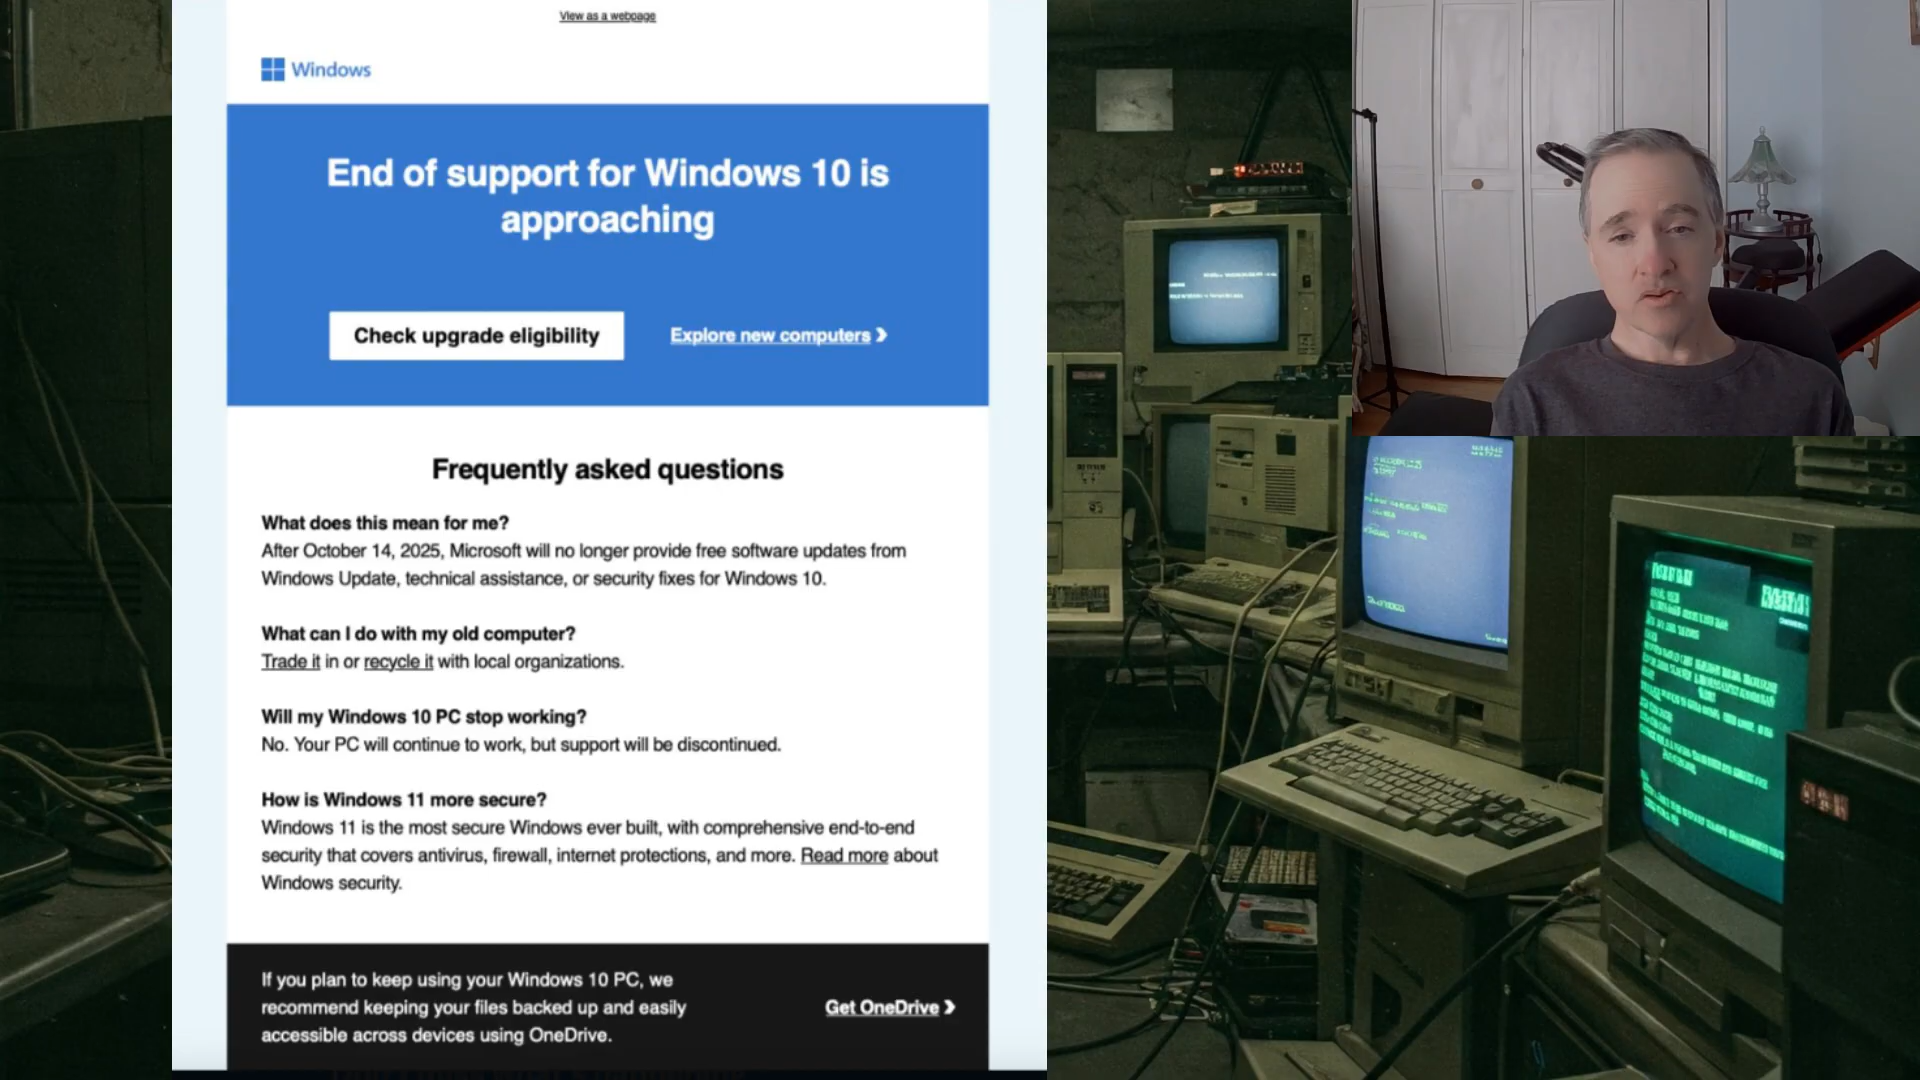 View as a webpage
Windows
End of support for Windows 10 is
approaching
Check upgrade eligibility
Explore new computers ❯
Frequently asked questions
What does this mean for me?
After October 14, 2025, Microsoft will no longer provide free software updates from
Windows Update, technical assistance, or security fixes for Windows 10.
What can I do with my old computer?
Trade it in or recycle it with local organizations.
Will my Windows 10 PC stop working?
No. Your PC will continue to work, but support will be discontinued.
How is Windows 11 more secure?
Windows 11 is the most secure Windows ever built, with comprehensive end-to-end
security that covers antivirus, firewall, internet protections, and more. Read more about
Windows security.
If you plan to keep using your Windows 10 PC, we
recommend keeping your files backed up and easily
accessible across devices using OneDrive.
Get OneDrive ❯